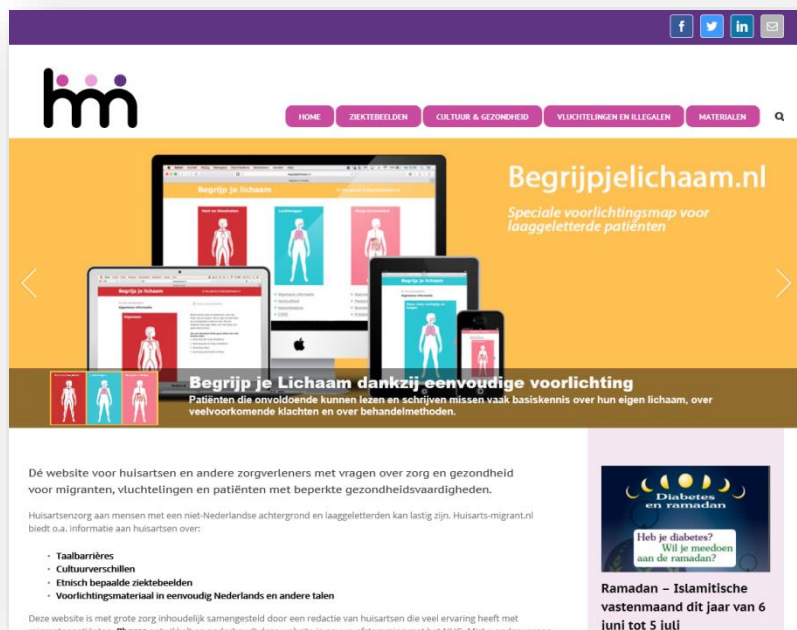 hm
HOME
ZIEKTEBEELDEN
CULTUUR & GEZONDHEID
VLUCHTELINGEN EN ILLEGALEN
MATERIALEN
Begrijp je lichaam
Begrijpjelichaam.nl
Speciale voorlichtingsmap voor
laaggeletterde patiënten
Begrijp je lichaam
Begrijp je lichaam
Begrijp je Lichaam dankzij eenvoudige voorlichting
Patiënten die onvoldoende kunnen lezen en schrijven missen vaak basiskennis over hun eigen lichaam, over
veelvoorkomende klachten en over behandelmethoden.
Dé website voor huisartsen en andere zorgverleners met vragen over zorg en gezondheid
voor migranten, vluchtelingen en patiënten met beperkte gezondheidsvaardigheden.
Huisartsenzorg aan mensen met een niet-Nederlandse achtergrond en laaggeletterden kan lastig zijn. Huisarts-migrant.nl
biedt o.a. informatie aan huisartsen over:
Taalbarrières
Cultuurverschillen
Etnisch bepaalde ziektebeelden
Voorlichtingsmateriaal in eenvoudig Nederlands en andere talen
Deze website is met grote zorg inhoudelijk samengesteld door een redactie van huisartsen die veel ervaring heeft met
Diabetes
en ramadan
Heb je diabetes?
Wil je meedoen
aan de ramadan?
Ramadan – Islamitische
vastenmaand dit jaar van 6
juni tot 5 juli